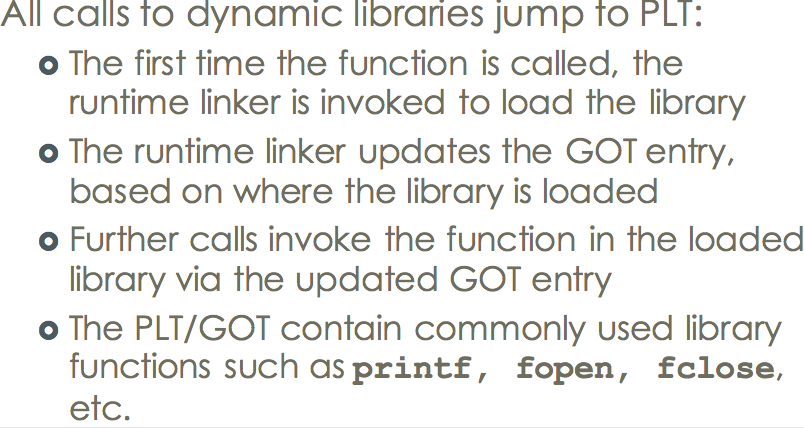 All calls to dynamic libraries jump to PLT:
The first time the function is called, the
runtime linker is invoked to load the library
The runtime linker updates the GOT entry,
based on where the library is loaded
Further calls invoke the function in the loaded
library via the updated GOT entry
The PLT/GOT contain commonly used library
functions such as printf, fopen, fclose,
etc.